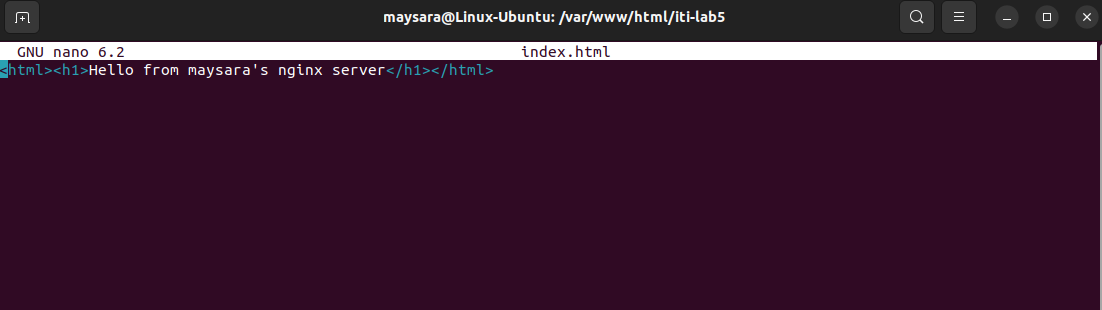 maysara@Linux-Ubuntu: /var/www/html/iti-lab5
GNU nano 6.2 index.html
<html><h1>Hello from maysara's nginx server</h1></html>